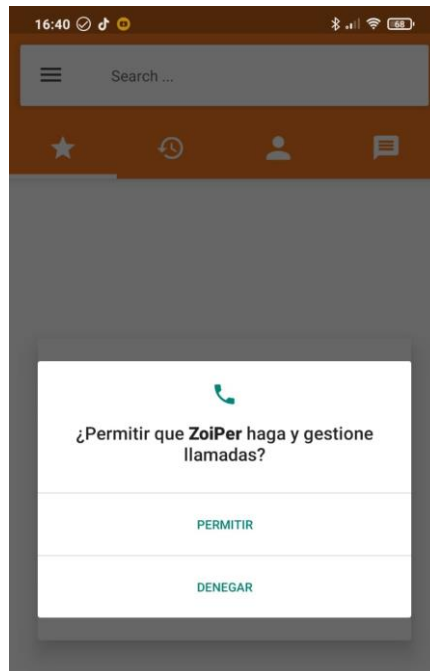 16:40
68
Search ...
¿Permitir que ZoiPer haga y gestione
llamadas?
PERMITIR
DENEGAR